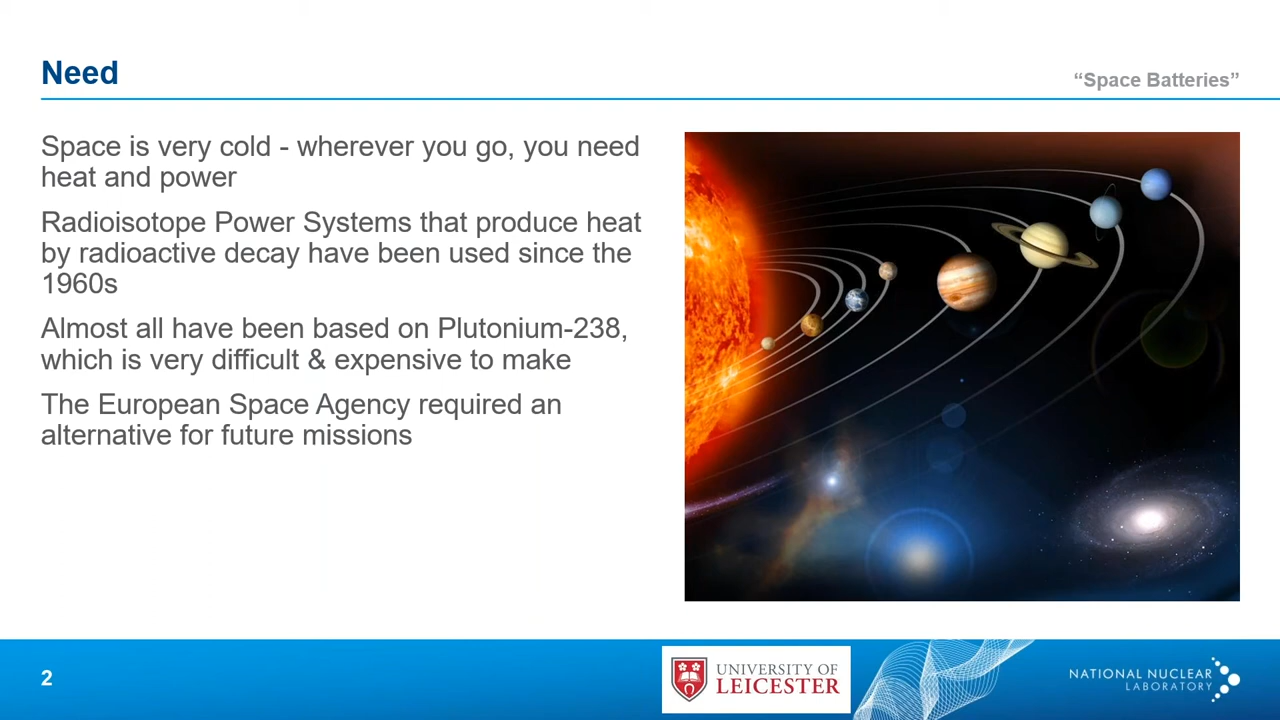 Need
“Space Batteries”
Space is very cold - wherever you go, you need
heat and power
Radioisotope Power Systems that produce heat
by radioactive decay have been used since the
1960s
Almost all have been based on Plutonium-238,
which is very difficult & expensive to make
The European Space Agency required an
alternative for future missions
2
UNIVERSITY OF
LEICESTER
NATIONAL NUCLEAR
LABORATORY